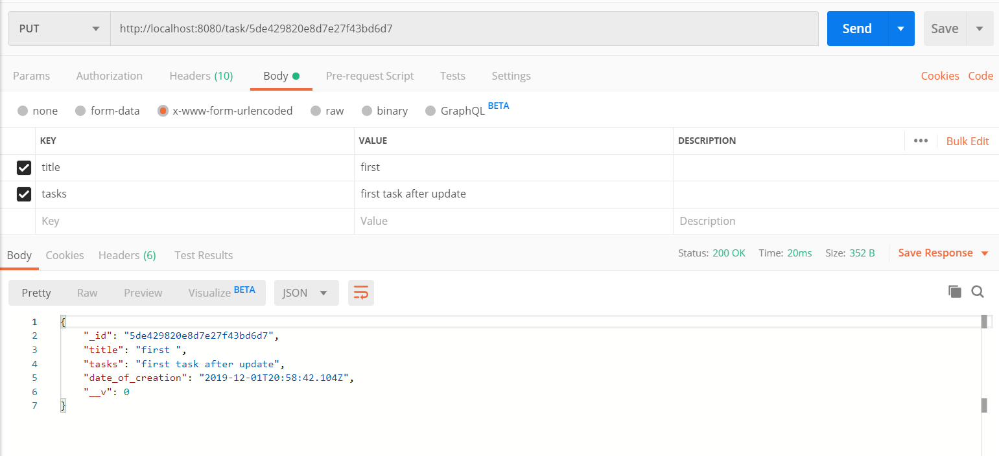 PUT http://localhost:8080/task/5de429820e8d7e27f43bd6d7 Send Save
Params Authorization Headers (10) Body Pre-request Script Tests Settings Cookies Code
none form-data x-www-form-urlencoded raw binary GraphQL BETA
KEY VALUE DESCRIPTION ••• Bulk Edit
title first
tasks first task after update
Key Value Description
Body Cookies Headers (6) Test Results Status: 200 OK Time: 20ms Size: 352 B Save Response
Pretty Raw Preview Visualize BETA JSON
1 {
2 "_id": "5de429820e8d7e27f43bd6d7",
3 "title": "first ",
4 "tasks": "first task after update",
5 "date_of_creation": "2019-12-01T20:58:42.104Z",
6 "__v": 0
7 }